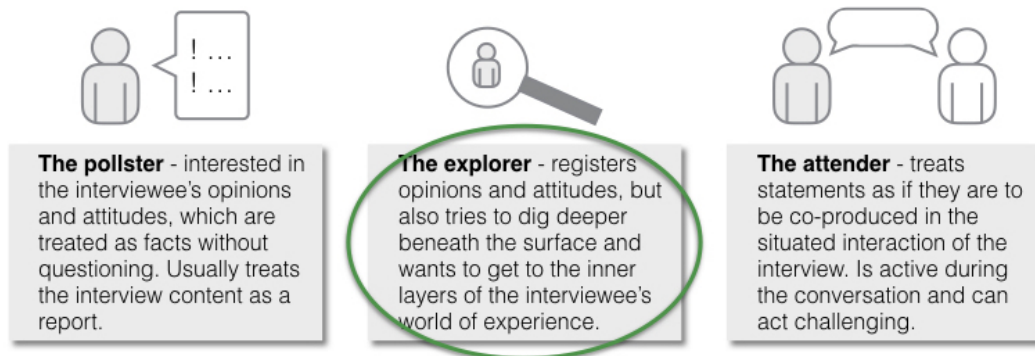 ! ...
! ...
The pollster - interested in
the interviewee's opinions
and attitudes, which are
treated as facts without
questioning. Usually treats
the interview content as a
report.
The explorer - registers
opinions and attitudes, but
also tries to dig deeper
beneath the surface and
wants to get to the inner
layers of the interviewee's
world of experience.
The attender - treats
statements as if they are to
be co-produced in the
situated interaction of the
interview. Is active during
the conversation and can
act challenging.